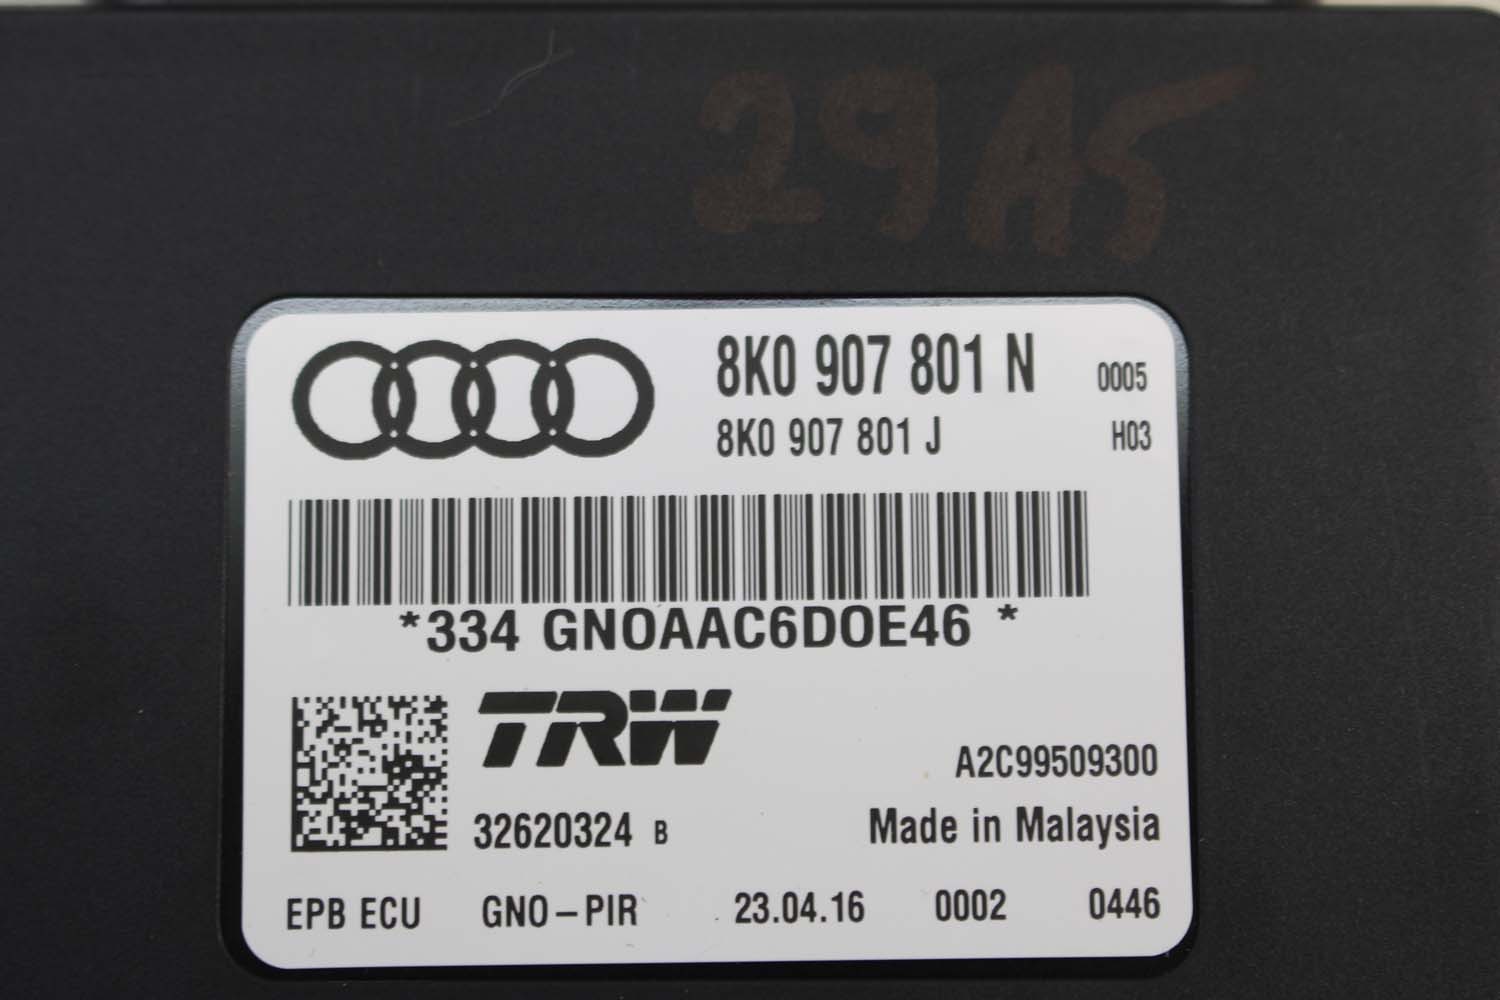 29A5
8K0 907 801 N 0005
8K0 907 801 J H03
*334 GNOAAC6DOE46 *
TRW
A2C99509300
32620324 B Made in Malaysia
EPB ECU GNO-PIR 23.04.16 0002 0446